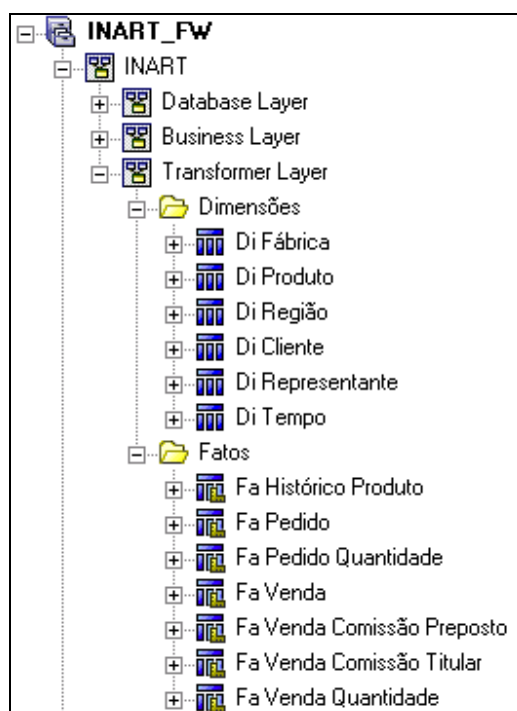 INART_FW
INART
Database Layer
Business Layer
Transformer Layer
Dimensões
Di Fábrica
Di Produto
Di Região
Di Cliente
Di Representante
Di Tempo
Fatos
Fa Histórico Produto
Fa Pedido
Fa Pedido Quantidade
Fa Venda
Fa Venda Comissão Preposto
Fa Venda Comissão Titular
Fa Venda Quantidade